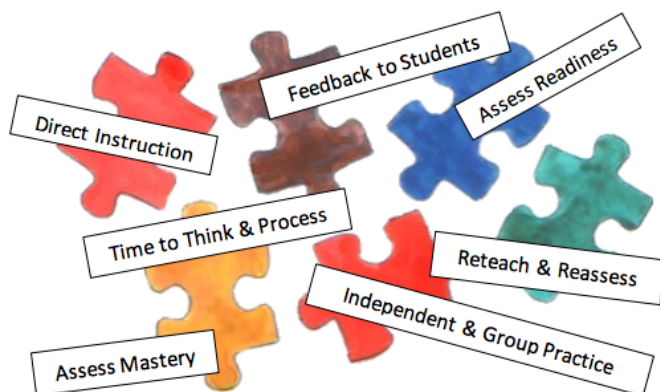 Feedback to Students
Assess Readiness
Direct Instruction
Time to Think & Process
Reteach & Reassess
Independent & Group Practice
Assess Mastery